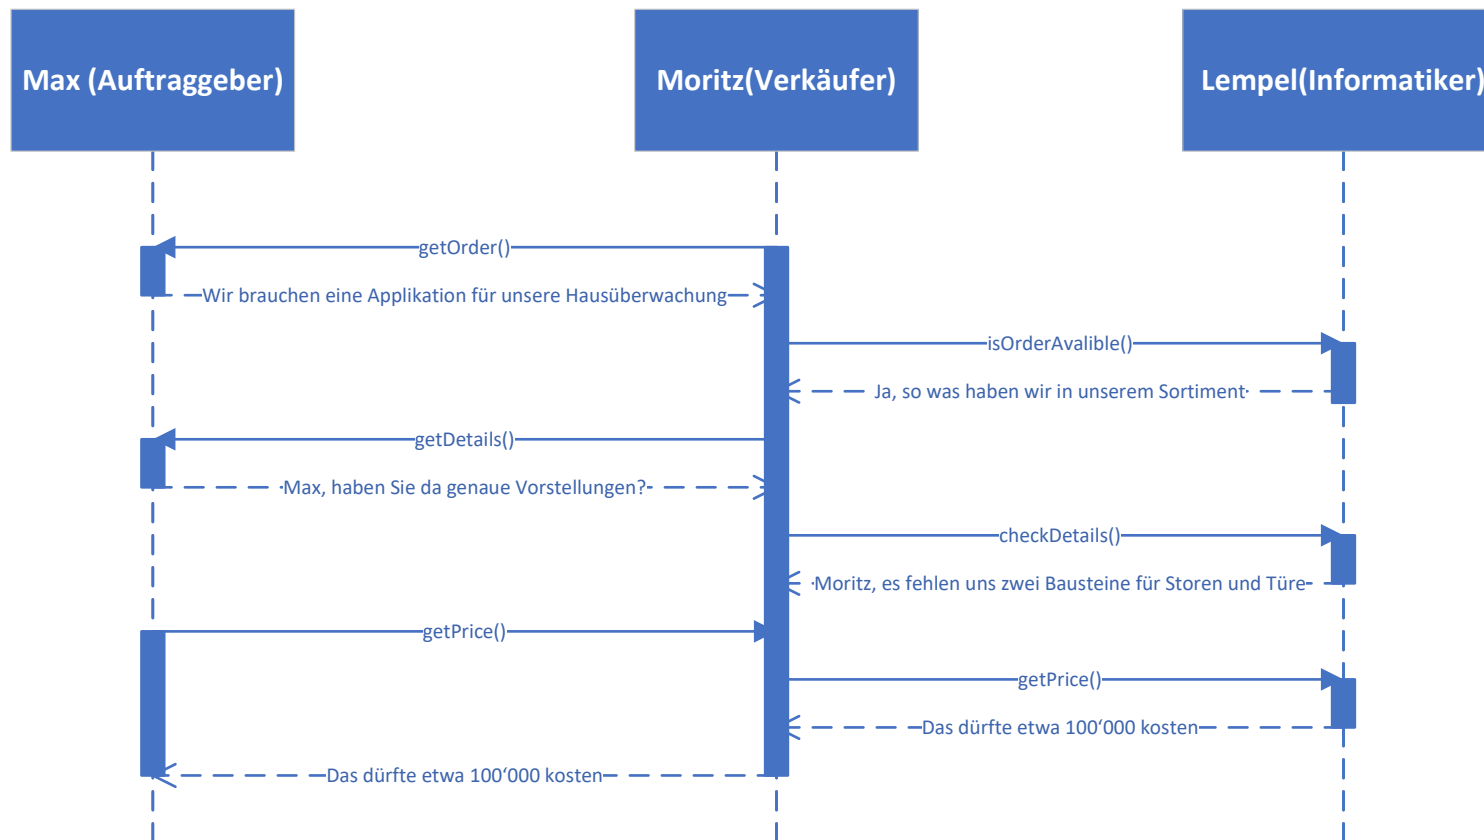 Max (Auftraggeber)
Moritz(Verkäufer)
Lempel(Informatiker)
getOrder()
Wir brauchen eine Applikation für unsere Hausüberwachung
isOrderAvalible()
Ja, so was haben wir in unserem Sortiment
getDetails()
Max, haben Sie da genaue Vorstellungen?
checkDetails()
Moritz, es fehlen uns zwei Bausteine für Storen und Türe
getPrice()
getPrice()
Das dürfte etwa 100‘000 kosten
Das dürfte etwa 100‘000 kosten